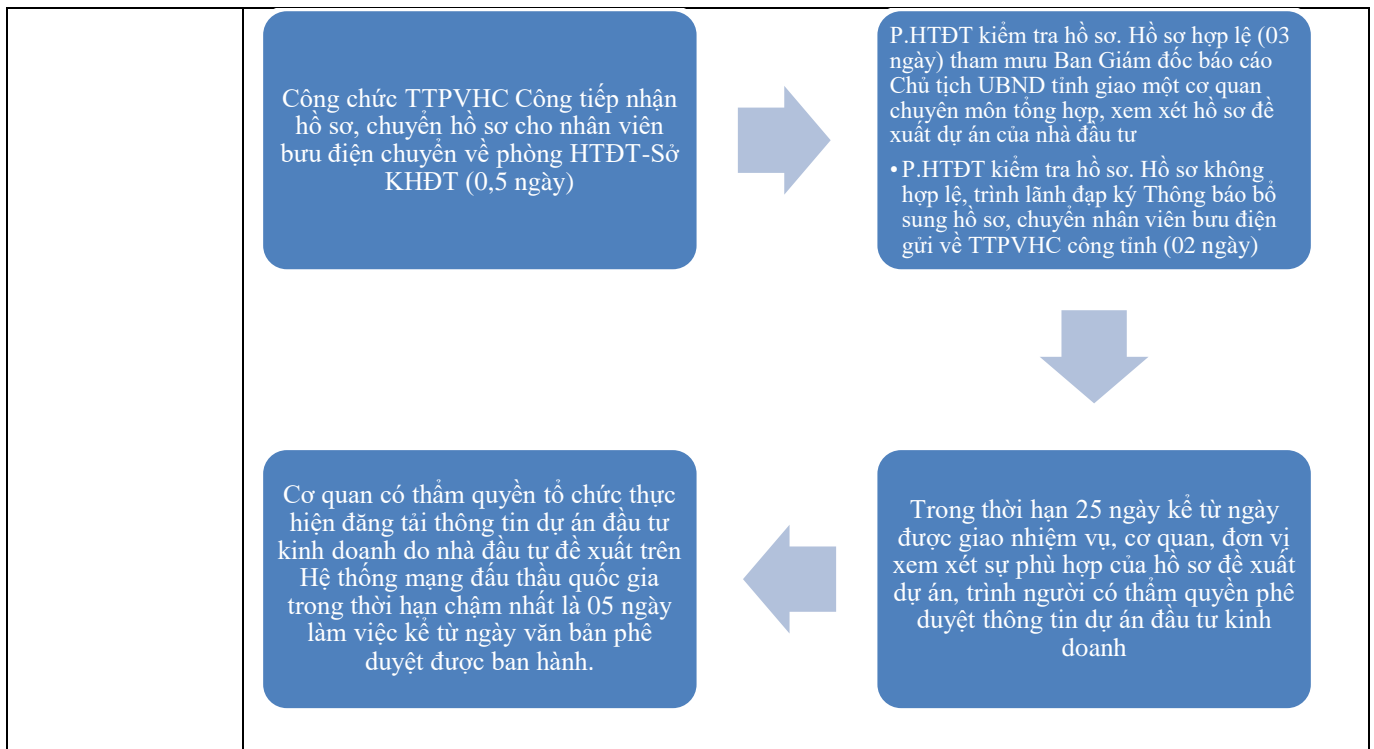 Công chức TTPVHC Công tiếp nhận
hồ sơ, chuyển hồ sơ cho nhân viên
bưu điện chuyển về phòng HTĐT-Sở
KHĐT (0,5 ngày)
P.HTĐT kiểm tra hồ sơ. Hồ sơ hợp lệ (03
ngày) tham mưu Ban Giám đốc báo cáo
Chủ tịch UBND tỉnh giao một cơ quan
chuyên môn tổng hợp, xem xét hồ sơ đề
xuất dự án của nhà đầu tư
• P.HTĐT kiểm tra hồ sơ. Hồ sơ không
hợp lệ, trình lãnh đạp ký Thông báo bổ
sung hồ sơ, chuyển nhân viên bưu điện
gửi về TTPVHC công tỉnh (02 ngày)
Trong thời hạn 25 ngày kể từ ngày
được giao nhiệm vụ, cơ quan, đơn vị
xem xét sự phù hợp của hồ sơ đề xuất
dự án, trình người có thẩm quyền phê
duyệt thông tin dự án đầu tư kinh
doanh
Cơ quan có thẩm quyền tổ chức thực
hiện đăng tải thông tin dự án đầu tư
kinh doanh do nhà đầu tư đề xuất trên
Hệ thống mạng đấu thầu quốc gia
trong thời hạn chậm nhất là 05 ngày
làm việc kể từ ngày văn bản phê
duyệt được ban hành.